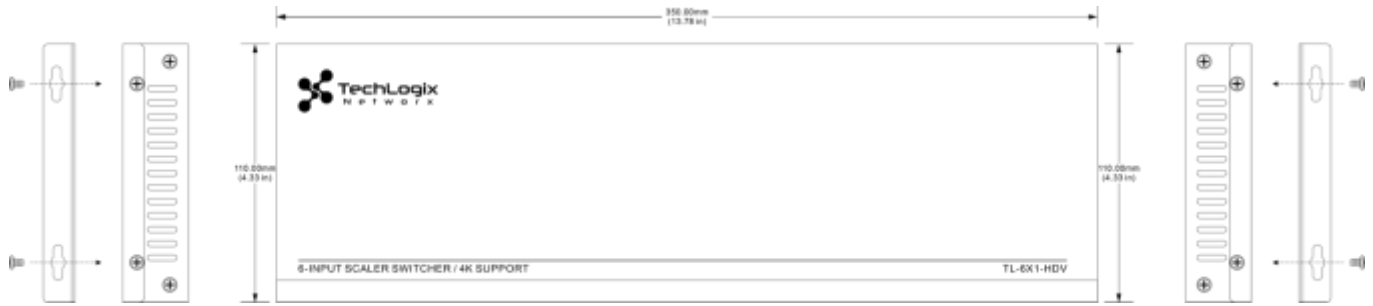 350.00mm
(13.78 in)
TechLogix
Networx
110.00mm
(4.33 in)
110.00mm
(4.33 in)
6-INPUT SCALER SWITCHER / 4K SUPPORT
TL-6X1-HDV